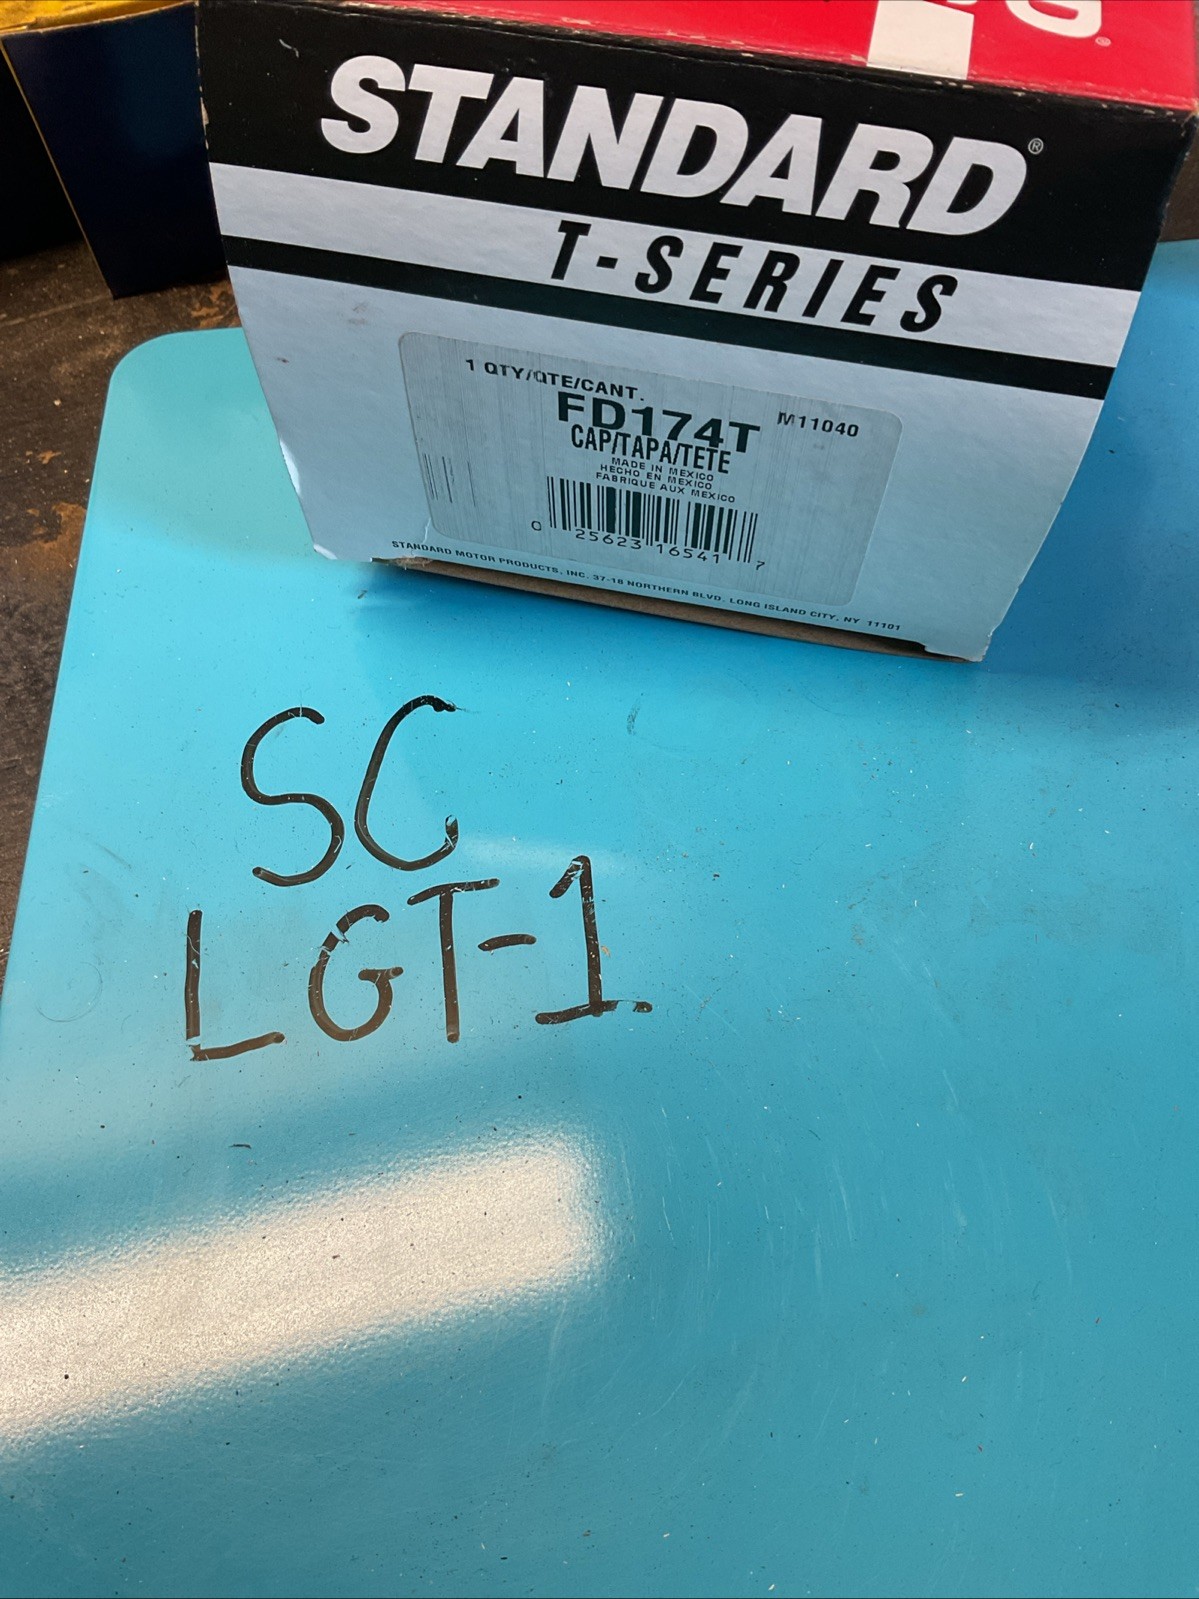 STANDARD®
T-SERIES
1 QTY/QTE/CANT.
FD174T M11040
CAP/TAPA/TETE
MADE IN MEXICO
HECHO EN MEXICO
FABRIQUE AUX MEXICO
0 25623 16541 7
STANDARD MOTOR PRODUCTS, INC. 37-18 NORTHERN BLVD. LONG ISLAND CITY, NY 11101
SC
LGT-1